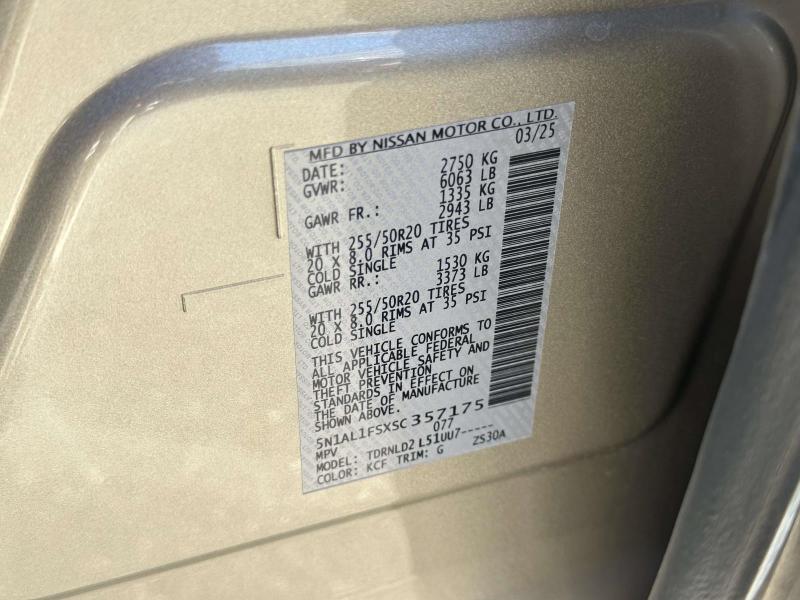 MFD BY NISSAN MOTOR CO., LTD.
DATE: 03/25
GVWR: 2750 KG
6063 LB
GAWR FR.: 1335 KG
2943 LB
WITH 255/50R20 TIRES
20 X 8.0 RIMS AT 35 PSI
COLD SINGLE
GAWR RR.: 1530 KG
3373 LB
WITH 255/50R20 TIRES
20 X 8.0 RIMS AT 35 PSI
COLD SINGLE
THIS VEHICLE CONFORMS TO
ALL APPLICABLE FEDERAL
MOTOR VEHICLE SAFETY AND
THEFT PREVENTION
STANDARDS IN EFFECT ON
THE DATE OF MANUFACTURE
SHOWN ABOVE.
5N1AL1FSXSC357175
MPV 077
MODEL: TDRNLD2 L51UU7-----
COLOR: KCF TRIM: G ZS30A